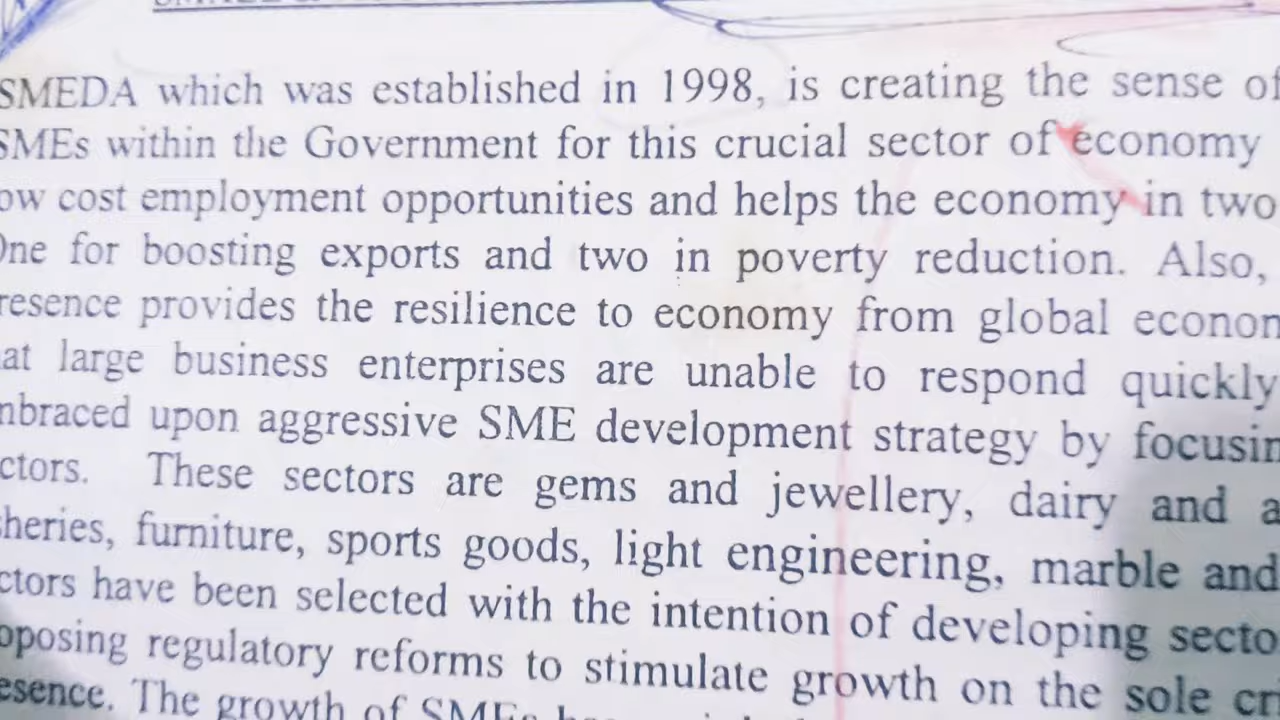 SMEDA which was established in 1998, is creating the sense of
SMEs within the Government for this crucial sector of economy
ow cost employment opportunities and helps the economy in two
One for boosting exports and two in poverty reduction. Also,
resence provides the resilience to economy from global econom
at large business enterprises are unable to respond quickly
mbraced upon aggressive SME development strategy by focusin
ctors. These sectors are gems and jewellery, dairy and a
sheries, furniture, sports goods, light engineering, marble and
ctors have been selected with the intention of developing secto
oposing regulatory reforms to stimulate growth on the sole cri
esence. The growth of SMEs